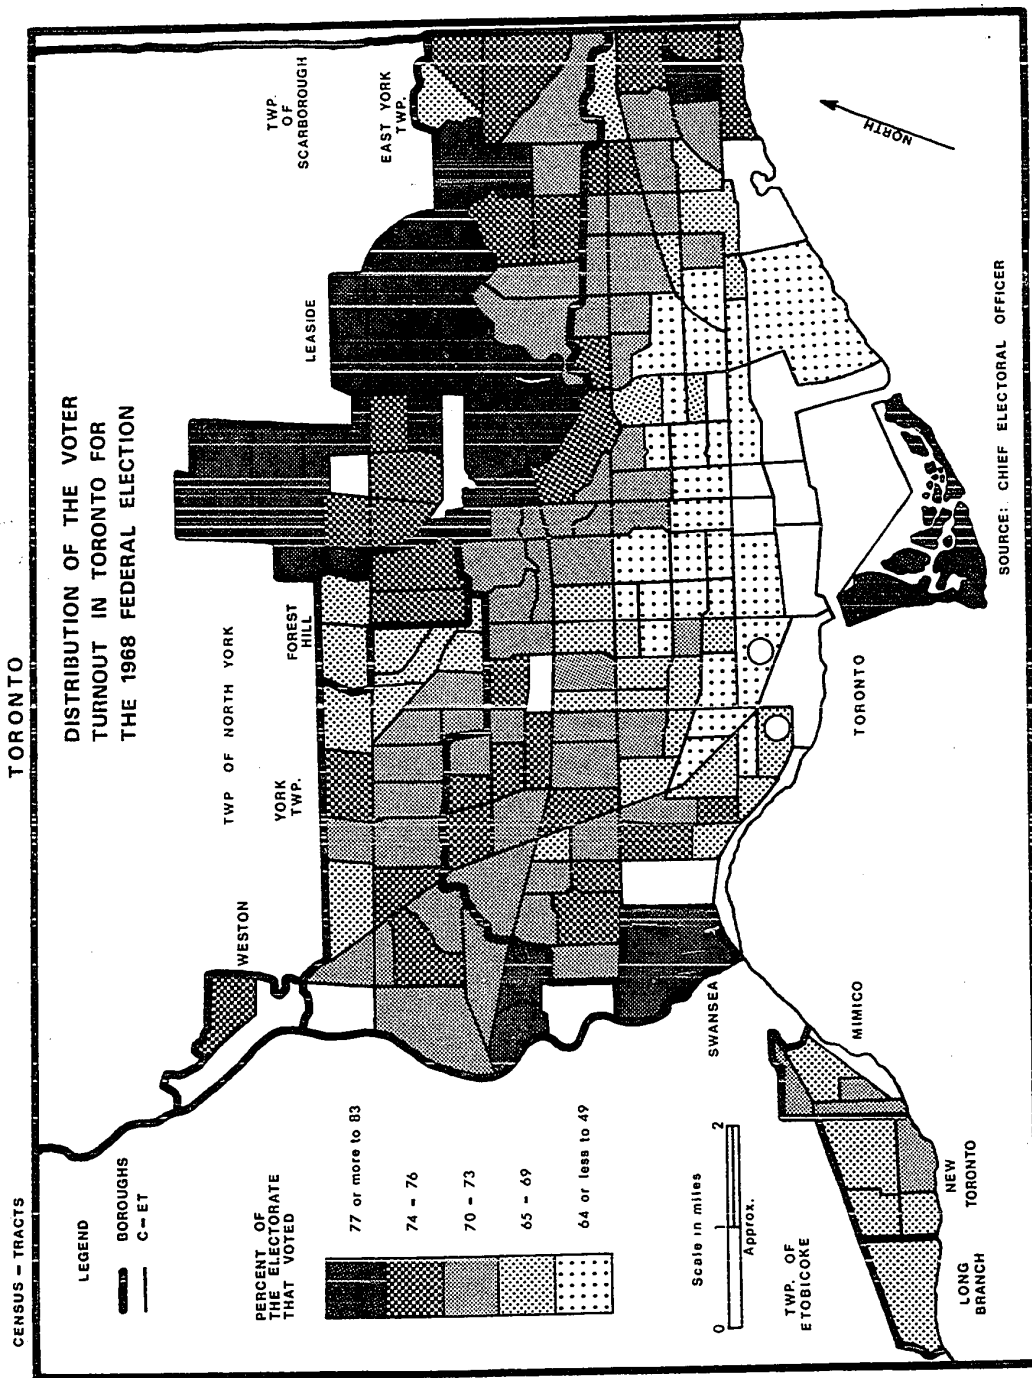 TORONTO
CENSUS – TRACTS
DISTRIBUTION OF THE VOTER
TURNOUT IN TORONTO FOR
THE 1968 FEDERAL ELECTION
LEGEND
BOROUGHS
C–ET
PERCENT OF
THE ELECTORATE
THAT VOTED
77 or more to 83
74 – 76
70 – 73
65 – 69
64 or less to 49
Scale in miles
0 1 2
Approx.
WESTON
TWP OF NORTH YORK
YORK
TWP.
FOREST
HILL
LEASIDE
TWP.
OF
SCARBOROUGH
EAST YORK
TWP.
NORTH
SWANSEA
MIMICO
TORONTO
TWP. OF
ETOBICOKE
NEW
TORONTO
LONG
BRANCH
SOURCE: CHIEF ELECTORAL OFFICER